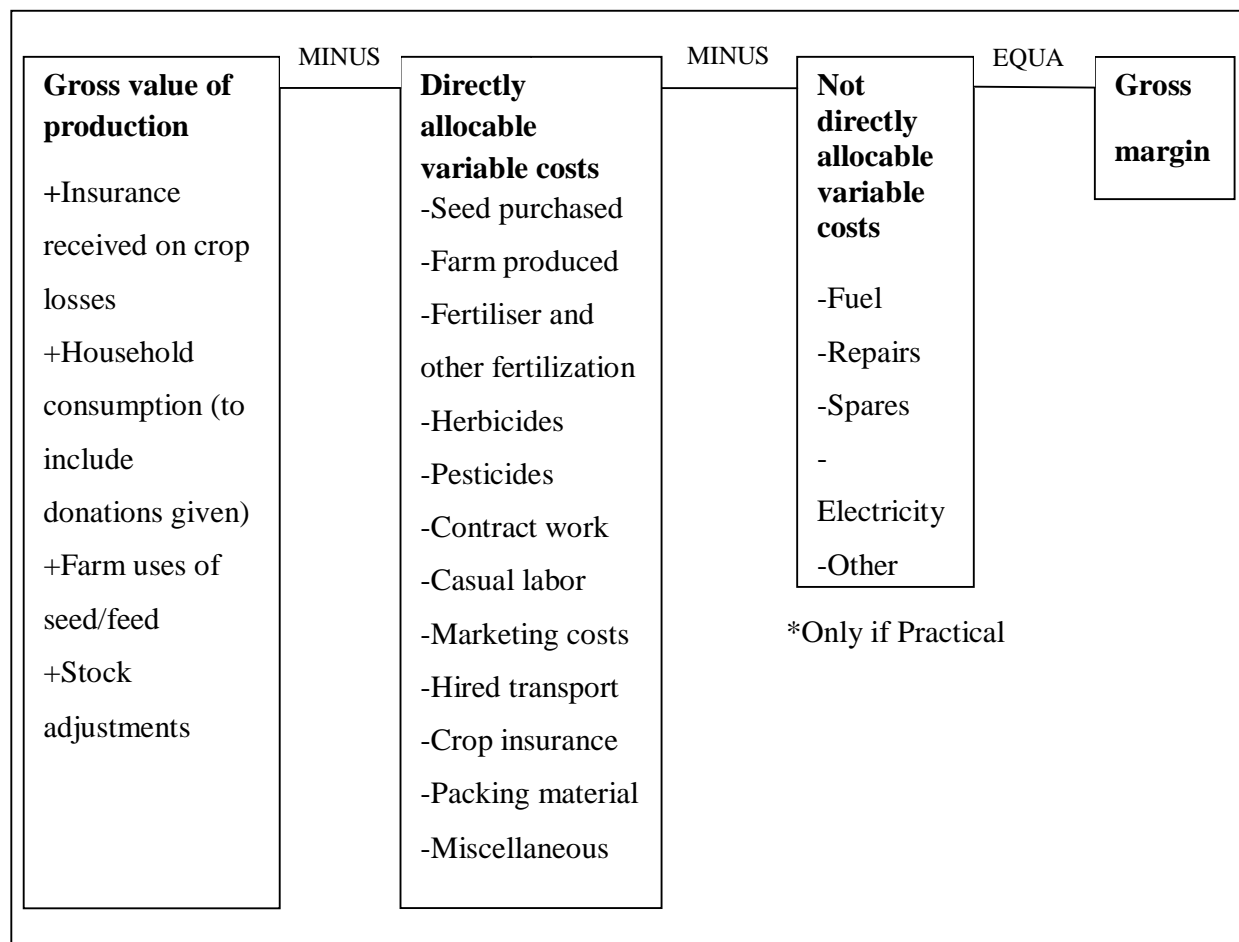 MINUS
MINUS
EQUA
Gross value of
production
+Insurance
received on crop
losses
+Household
consumption (to
include
donations given)
+Farm uses of
seed/feed
+Stock
adjustments
Directly
allocable
variable costs
-Seed purchased
-Farm produced
-Fertiliser and
other fertilization
-Herbicides
-Pesticides
-Contract work
-Casual labor
-Marketing costs
-Hired transport
-Crop insurance
-Packing material
-Miscellaneous
Not
directly
allocable
variable
costs
-Fuel
-Repairs
-Spares
-
Electricity
-Other
*Only if Practical
Gross
margin